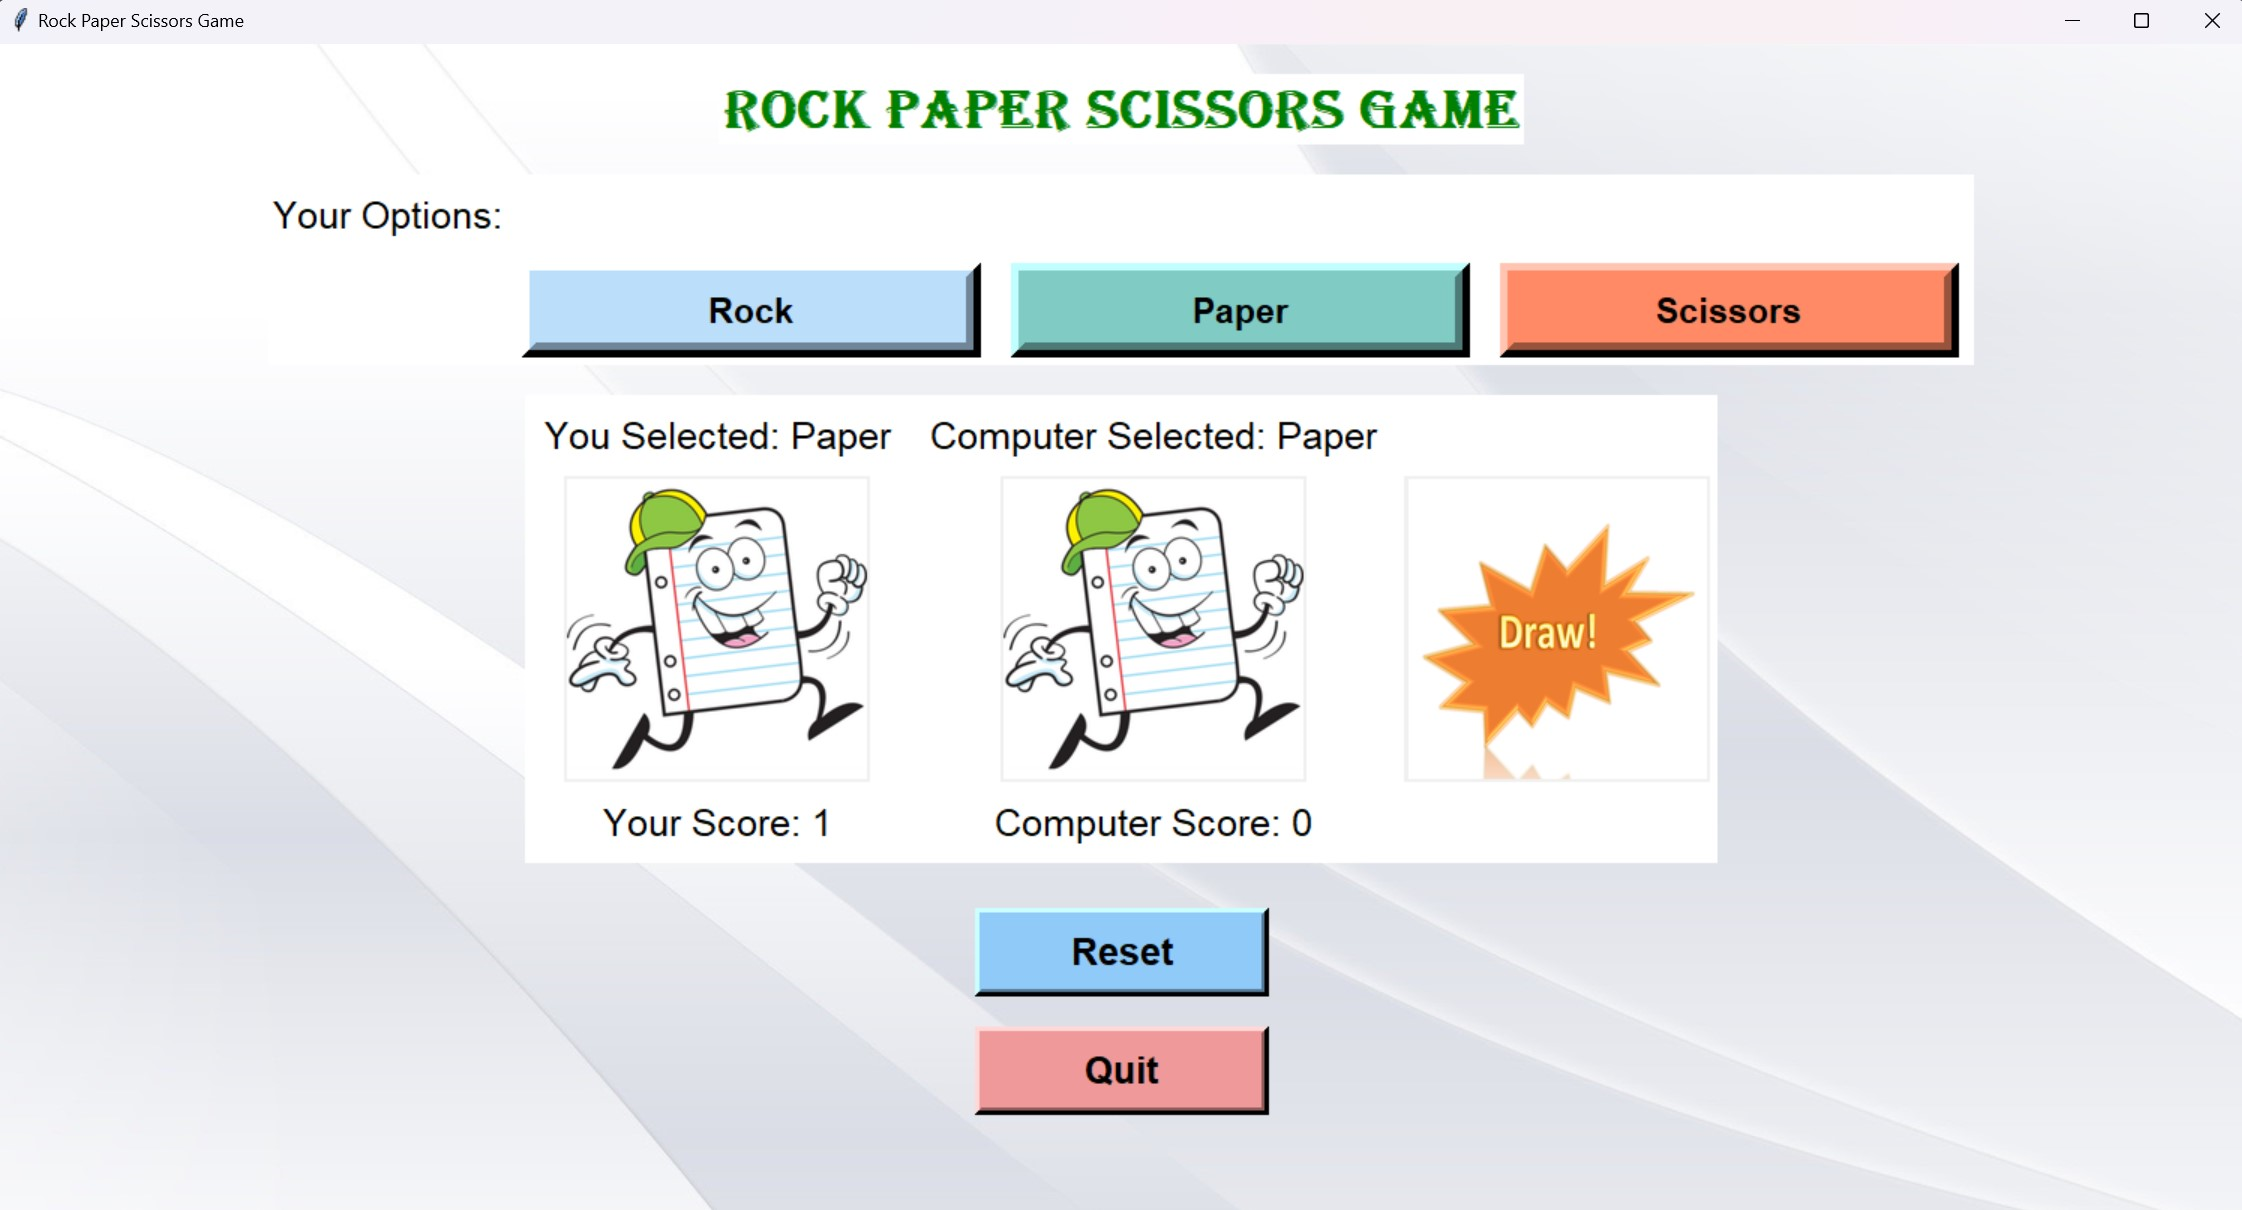 Rock Paper Scissors Game
ROCK PAPER SCISSORS GAME
Your Options:
Rock
Paper
Scissors
You Selected: Paper
Computer Selected: Paper
Draw!
Your Score: 1
Computer Score: 0
Reset
Quit